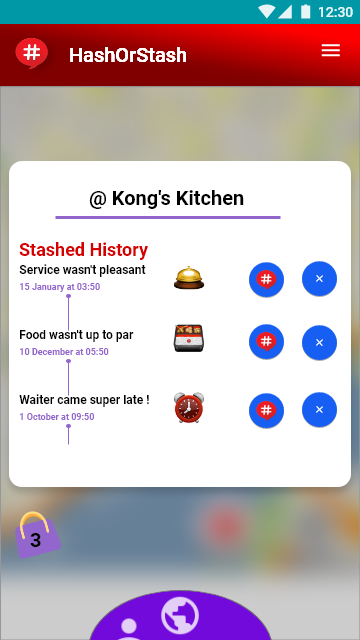 12:30
# HashOrStash
@ Kong's Kitchen
Stashed History
Service wasn't pleasant
15 January at 03:50
#
×
Food wasn't up to par
10 December at 05:50
#
×
Waiter came super late !
1 October at 09:50
#
×
3